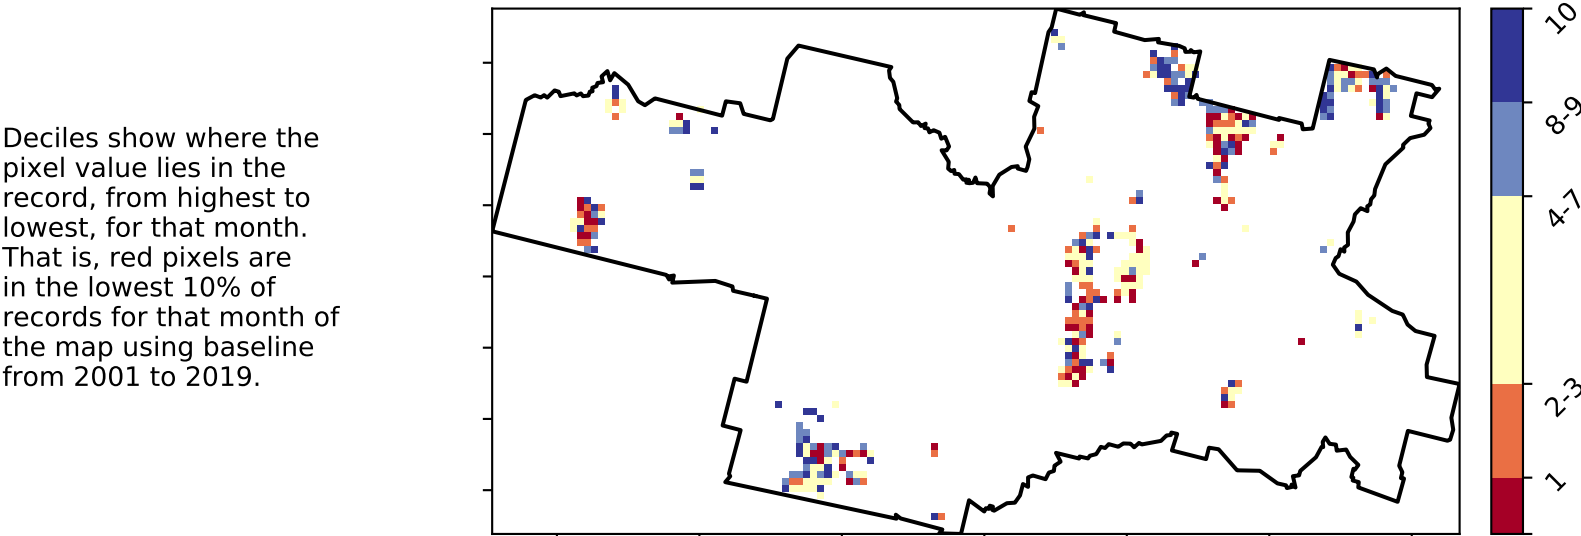 Deciles show where the
pixel value lies in the
record, from highest to
lowest, for that month.
That is, red pixels are
in the lowest 10% of
records for that month of
the map using baseline
from 2001 to 2019.
10
8-9
4-7
2-3
1